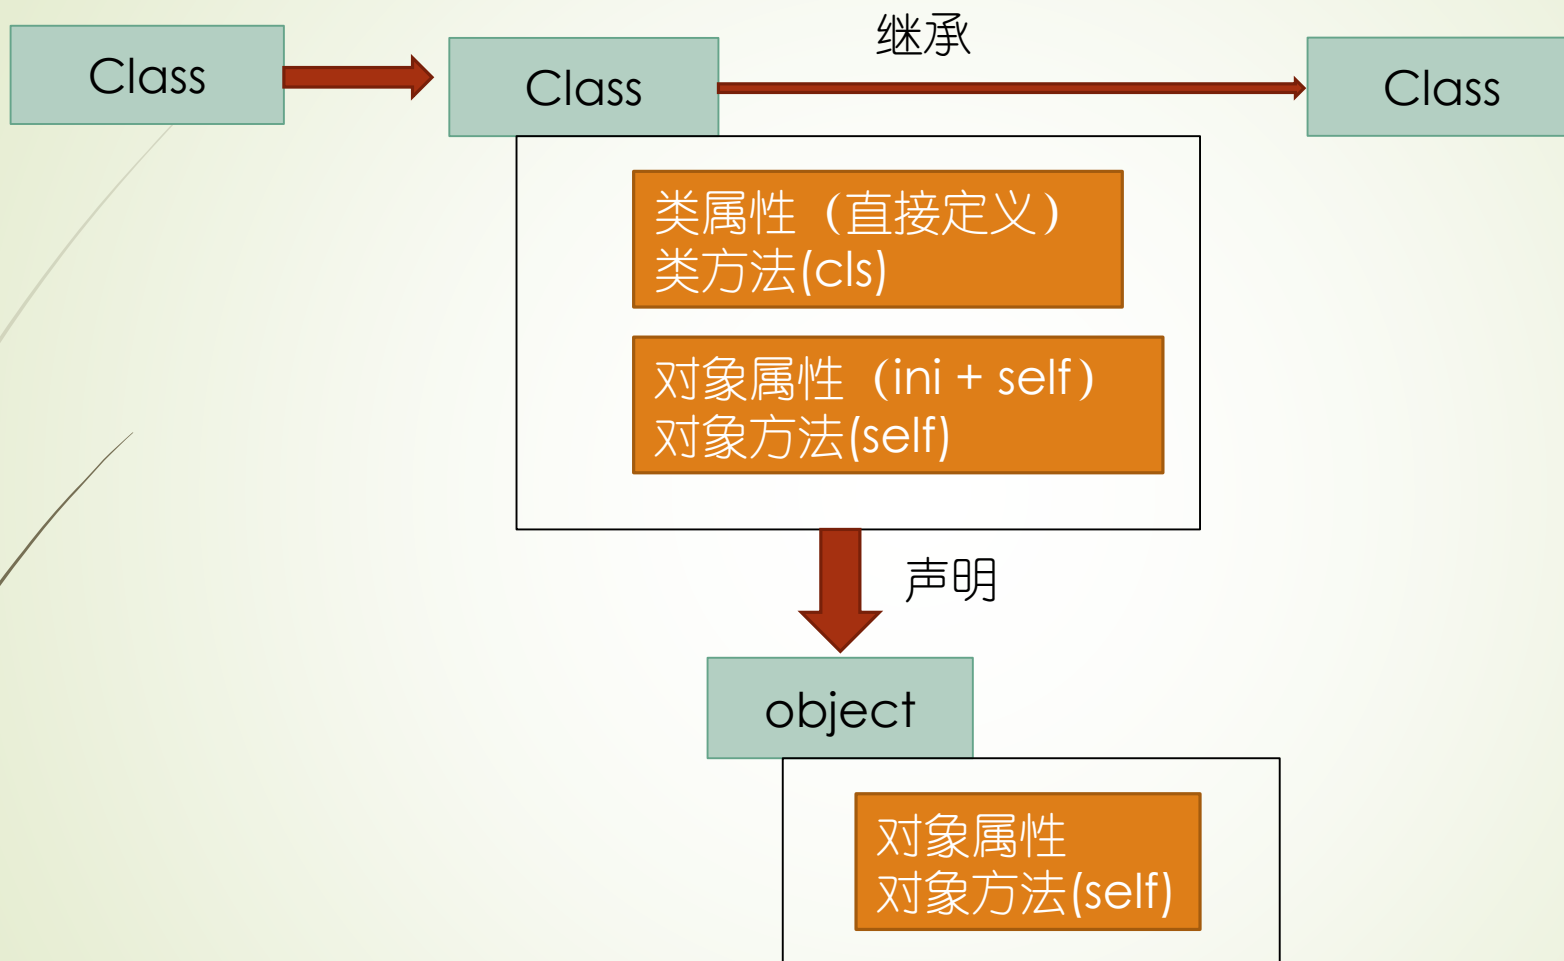 继承
Class
Class
Class
类属性（直接定义）
类方法(cls)
对象属性（ini + self）
对象方法(self)
声明
object
对象属性
对象方法(self)